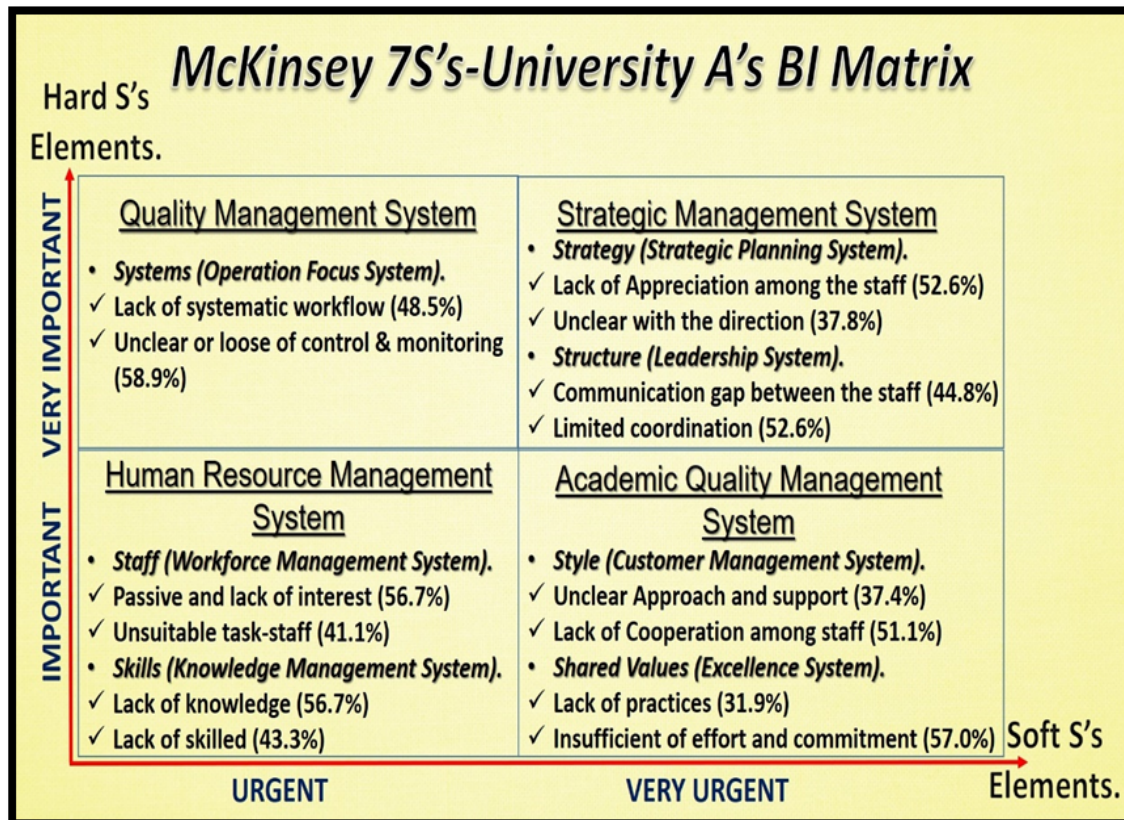 McKinsey 7S's-University A's BI Matrix
Hard S's
Elements.
VERY IMPORTANT
IMPORTANT
Quality Management System
• Systems (Operation Focus System).
✓ Lack of systematic workflow (48.5%)
✓ Unclear or loose of control & monitoring
(58.9%)
Strategic Management System
• Strategy (Strategic Planning System).
✓ Lack of Appreciation among the staff (52.6%)
✓ Unclear with the direction (37.8%)
• Structure (Leadership System).
✓ Communication gap between the staff (44.8%)
✓ Limited coordination (52.6%)
Human Resource Management
System
• Staff (Workforce Management System).
✓ Passive and lack of interest (56.7%)
✓ Unsuitable task-staff (41.1%)
• Skills (Knowledge Management System).
✓ Lack of knowledge (56.7%)
✓ Lack of skilled (43.3%)
Academic Quality Management
System
• Style (Customer Management System).
✓ Unclear Approach and support (37.4%)
✓ Lack of Cooperation among staff (51.1%)
• Shared Values (Excellence System).
✓ Lack of practices (31.9%)
✓ Insufficient of effort and commitment (57.0%)
Soft S's
Elements.
URGENT
VERY URGENT